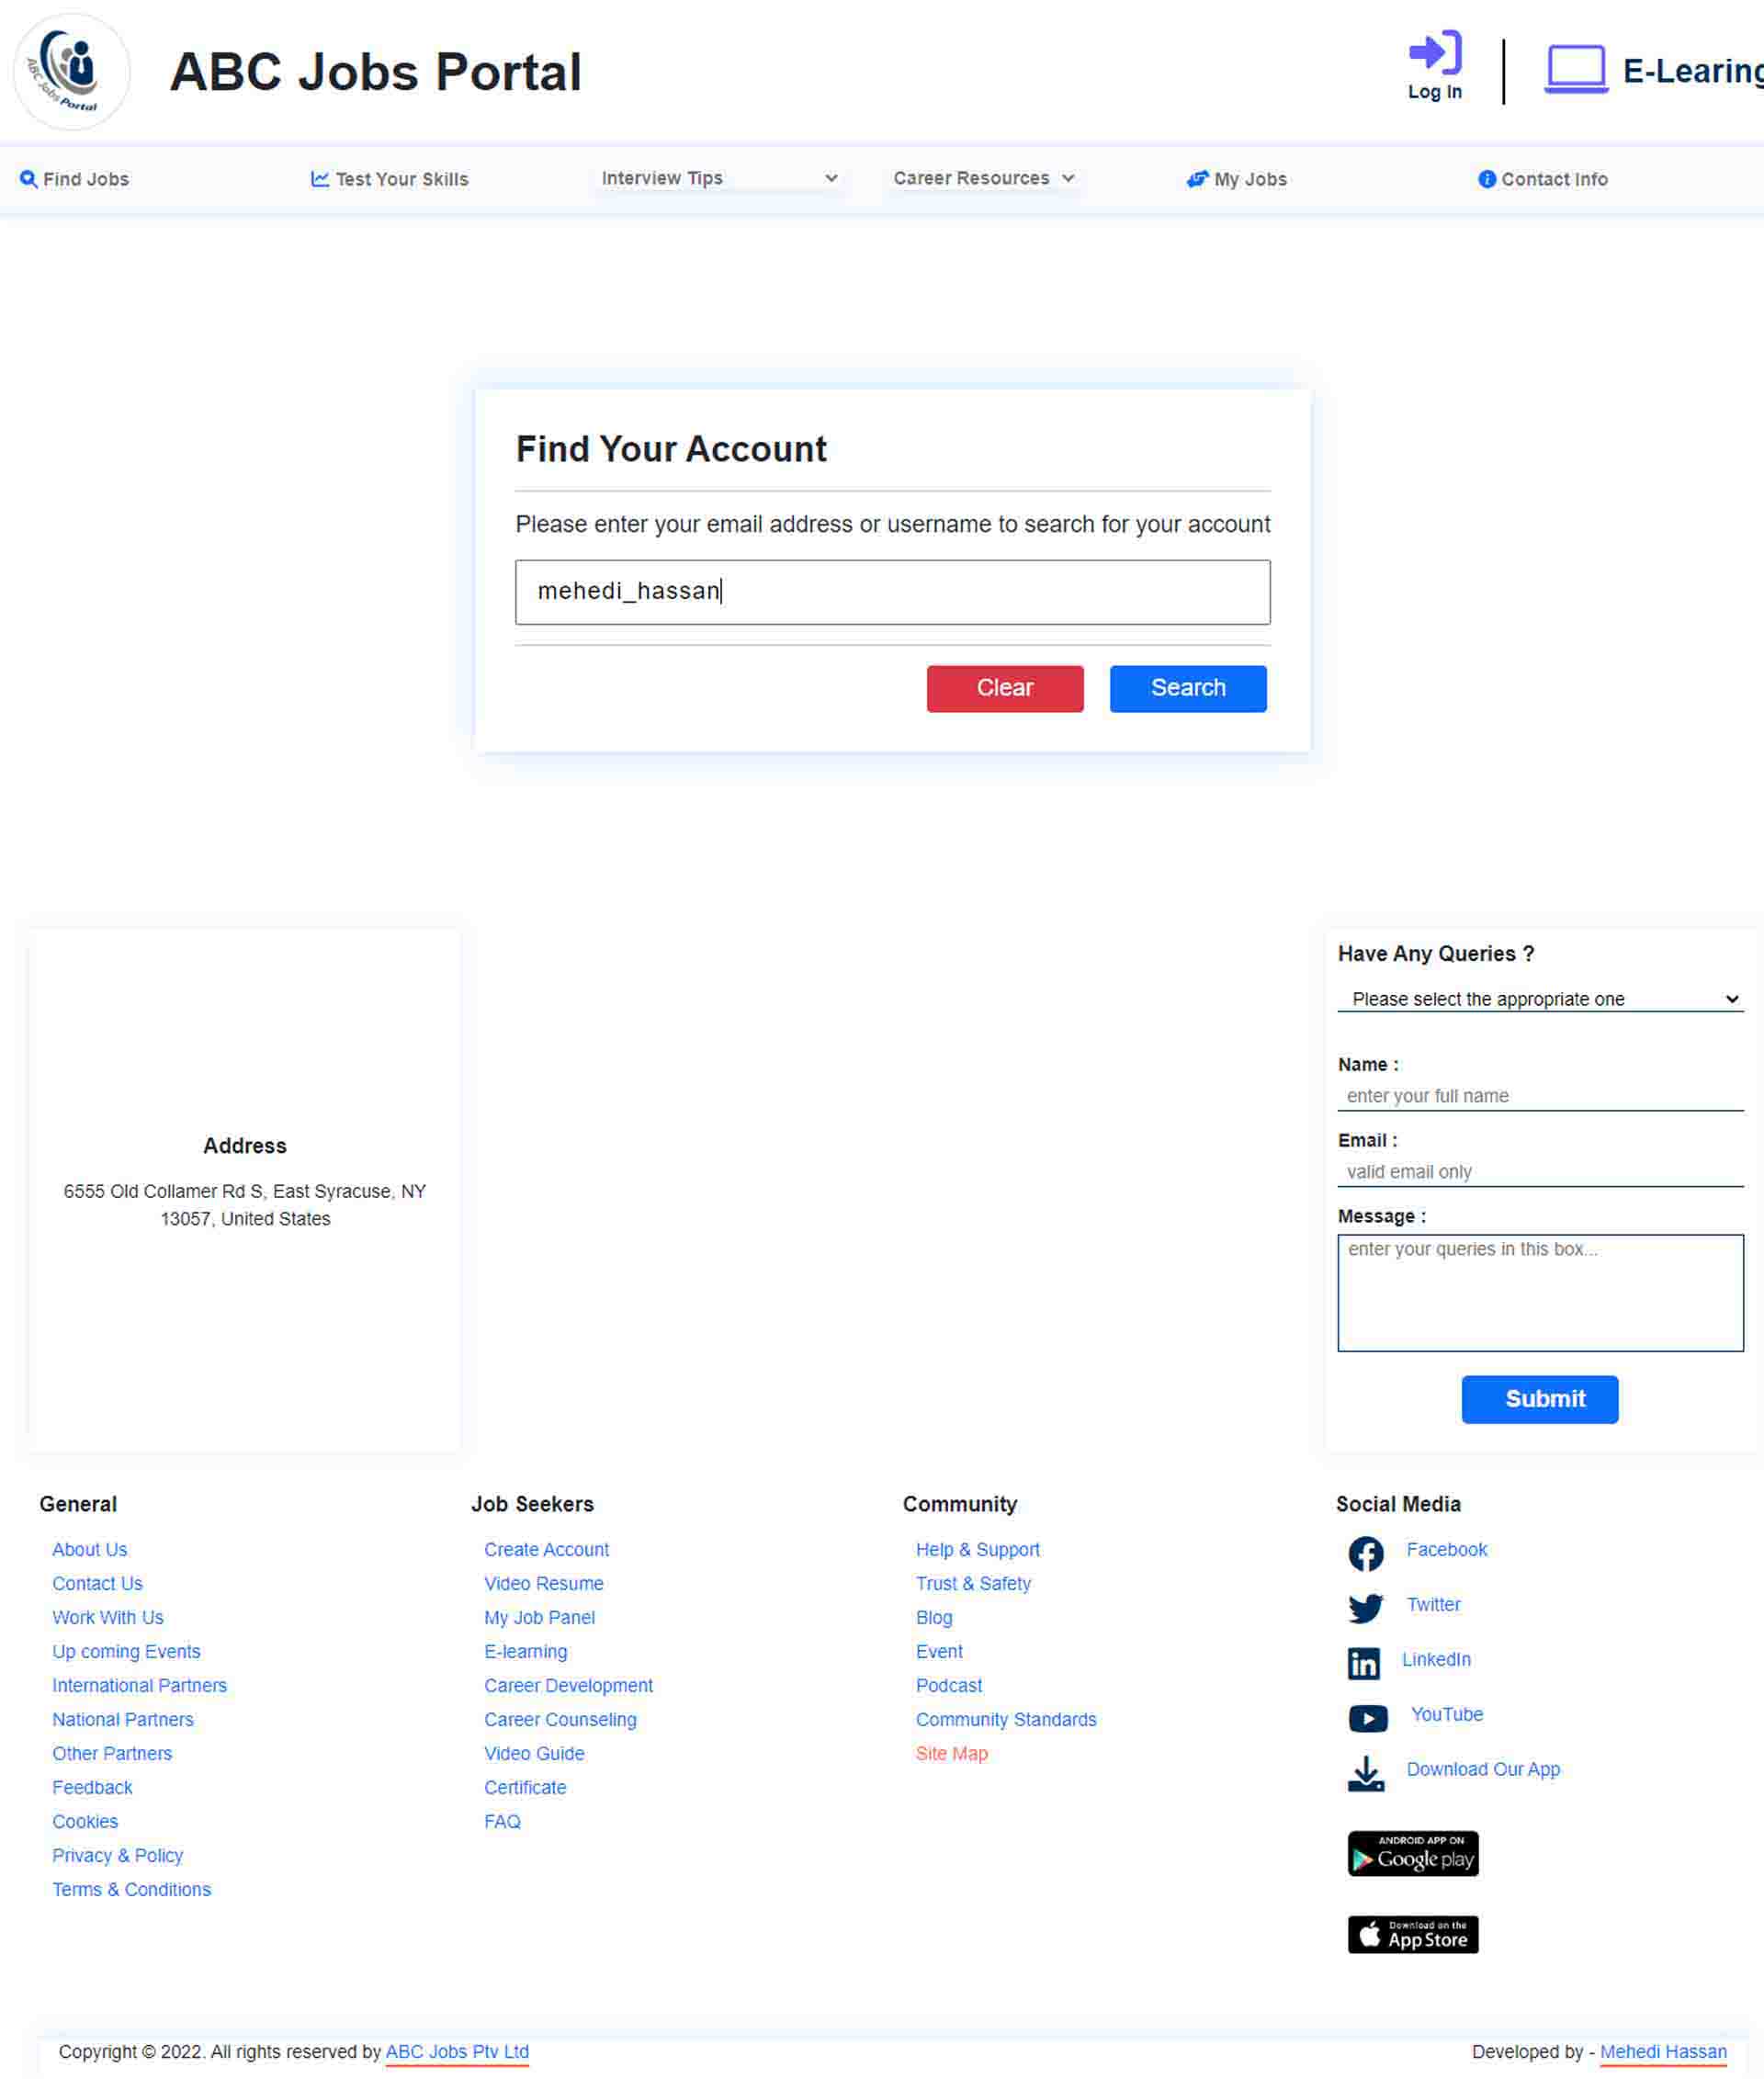 ABC Jobs Portal
ABC Jobs Portal
Log In
E-Learing
Find Jobs
Test Your Skills
Interview Tips
Career Resources
My Jobs
Contact Info
Find Your Account
Please enter your email address or username to search for your account
mehedi_hassan
Clear
Search
Address
6555 Old Collamer Rd S, East Syracuse, NY
13057, United States
Have Any Queries ?
Please select the appropriate one
Name :
enter your full name
Email :
valid email only
Message :
enter your queries in this box...
Submit
General
About Us
Contact Us
Work With Us
Up coming Events
International Partners
National Partners
Other Partners
Feedback
Cookies
Privacy & Policy
Terms & Conditions
Job Seekers
Create Account
Video Resume
My Job Panel
E-learning
Career Development
Career Counseling
Video Guide
Certificate
FAQ
Community
Help & Support
Trust & Safety
Blog
Event
Podcast
Community Standards
Site Map
Social Media
Facebook
Twitter
LinkedIn
YouTube
Download Our App
ANDROID APP ON
Google play
Download on the
App Store
Copyright © 2022. All rights reserved by ABC Jobs Ptv Ltd
Developed by - Mehedi Hassan